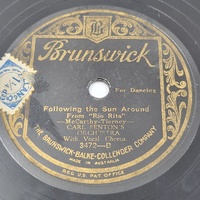 B
Brunswick
For Dancing
Following the Sun Around
From "Rio Rita"
—McCarthy-Tierney—
CARL FENTON'S
ORCHESTRA
With Vocal Chorus
3472-B
THE BRUNSWICK-BALKE-COLLENDER COMPANY
MADE IN AUSTRALIA
REG. U.S. PAT. OFFICE